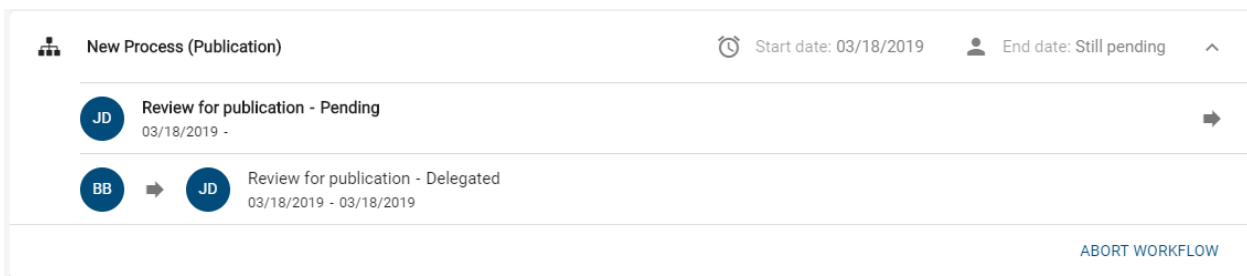 New Process (Publication) Start date: 03/18/2019 End date: Still pending
JD Review for publication - Pending
03/18/2019 -
BB JD Review for publication - Delegated
03/18/2019 - 03/18/2019
ABORT WORKFLOW